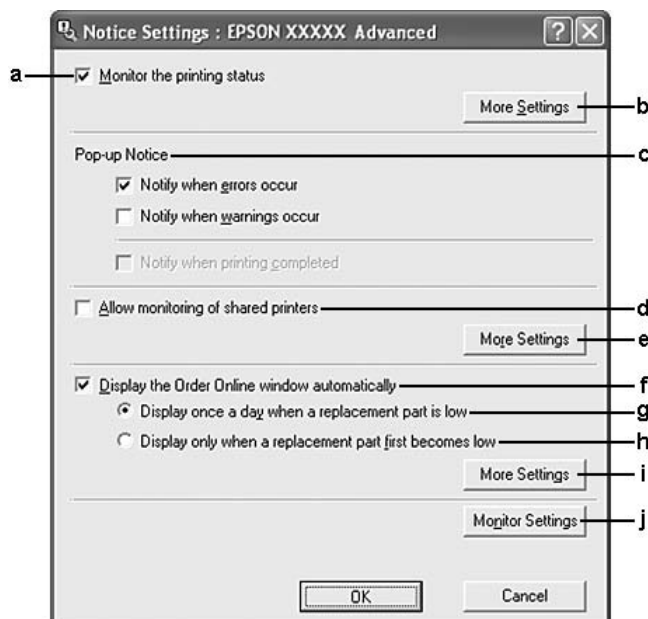 Notice Settings : EPSON XXXXX Advanced
a
Monitor the printing status
More Settings
b
Pop-up Notice
c
Notify when errors occur
Notify when warnings occur
Notify when printing completed
Allow monitoring of shared printers
d
More Settings
e
Display the Order Online window automatically
f
Display once a day when a replacement part is low
g
Display only when a replacement part first becomes low
h
More Settings
i
Monitor Settings
j
OK
Cancel